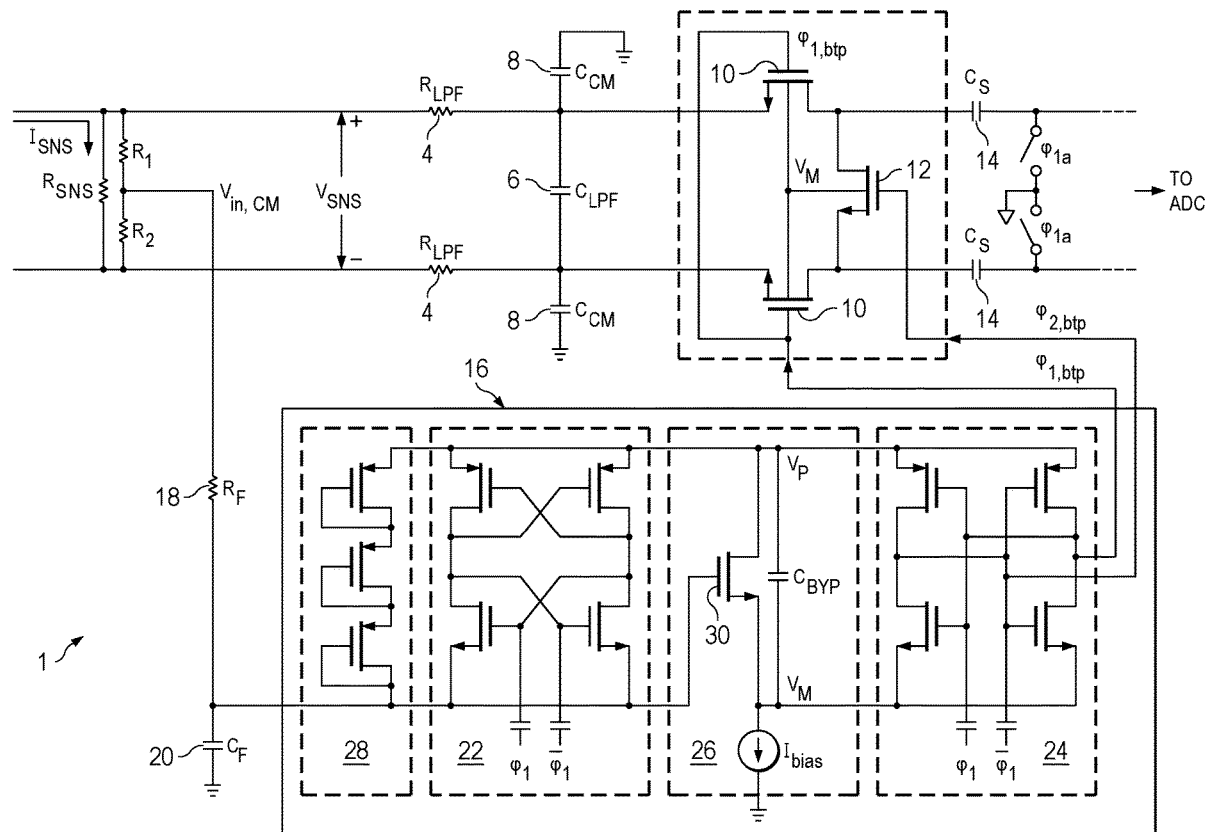 φ1,btp
8
CCM
10
CS
RLPF
ISNS
4
14
φ1a
R1
12
RSNS
Vin, CM
VSNS
+
6
CLPF
VM
TO
ADC
R2
φ1a
RLPF
–
CS
4
8
CCM
10
14
φ2,btp
φ1,btp
16
VP
18
RF
CBYP
30
1
VM
20
CF
28
φ1
φ̅1
22
26
Ibias
φ1
φ̅1
24